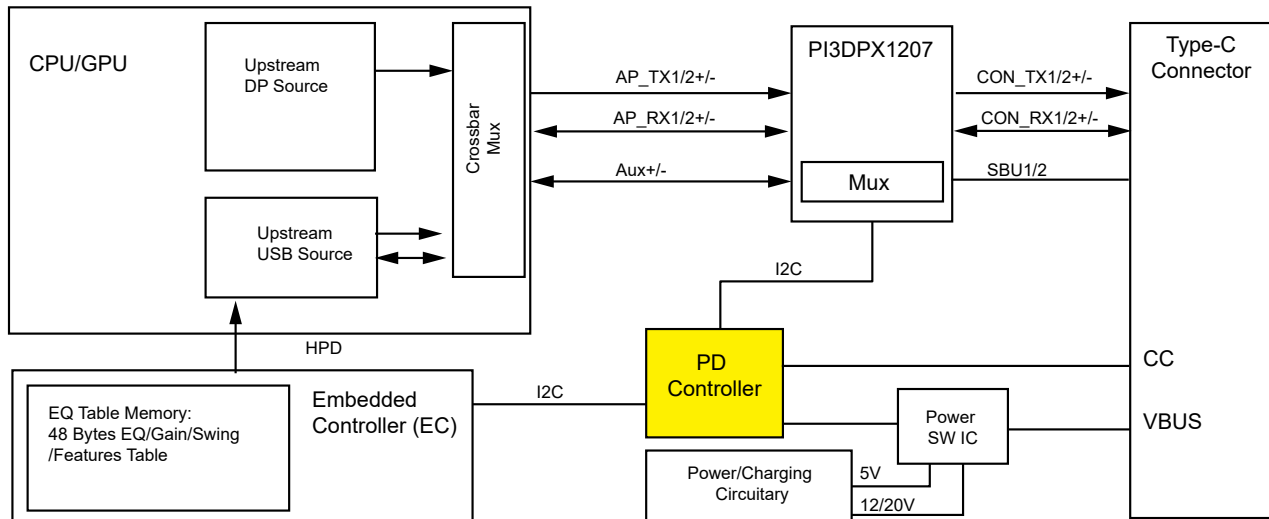 CPU/GPU
Upstream
DP Source
Crossbar
Mux
Upstream
USB Source
AP_TX1/2+/-
AP_RX1/2+/-
Aux+/-
PI3DPX1207
Mux
CON_TX1/2+/-
CON_RX1/2+/-
SBU1/2
Type-C
Connector
I2C
HPD
EQ Table Memory:
48 Bytes EQ/Gain/Swing
/Features Table
Embedded
Controller (EC)
I2C
PD
Controller
CC
Power
SW IC
VBUS
Power/Charging
Circuitary
5V
12/20V